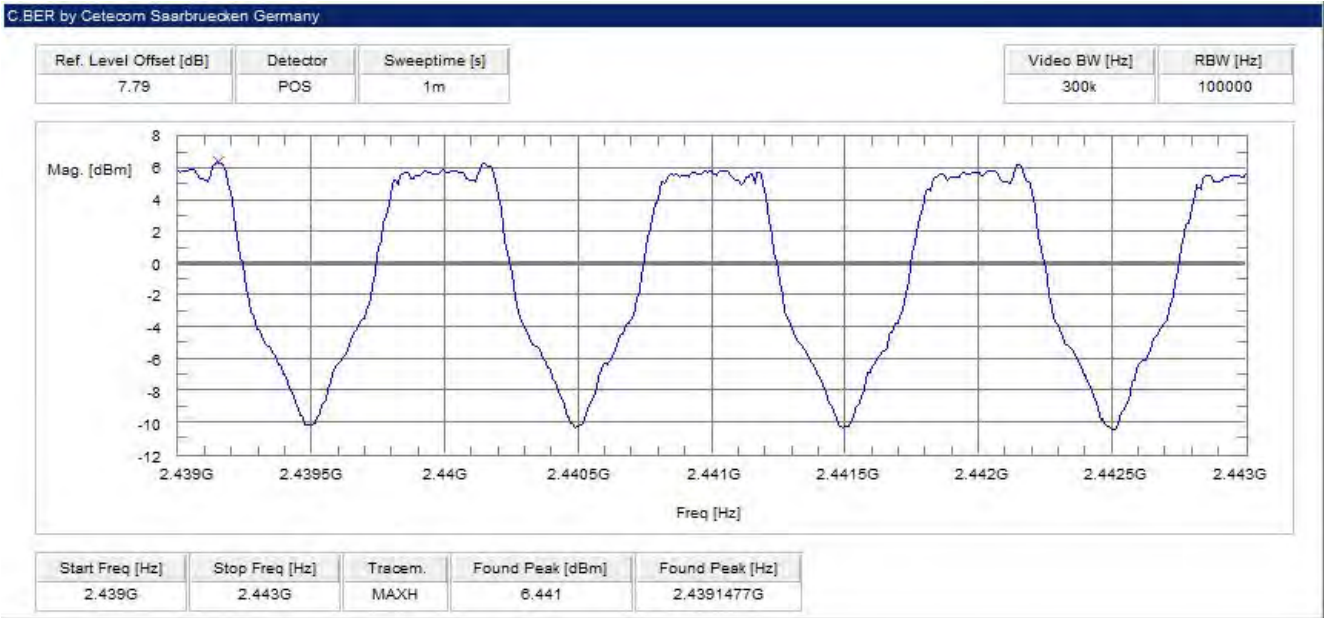 C.BER by Cetecom Saarbruecken Germany
Ref. Level Offset [dB] Detector Sweeptime [s] Video BW [Hz] RBW [Hz]
7.79 POS 1m 300k 100000
Mag. [dBm]
8
6
4
2
0
-2
-4
-6
-8
-10
-12
2.439G 2.4395G 2.44G 2.4405G 2.441G 2.4415G 2.442G 2.4425G 2.443G
Freq [Hz]
Start Freq [Hz] Stop Freq [Hz] Tracem. Found Peak [dBm] Found Peak [Hz]
2.439G 2.443G MAXH 6.441 2.4391477G